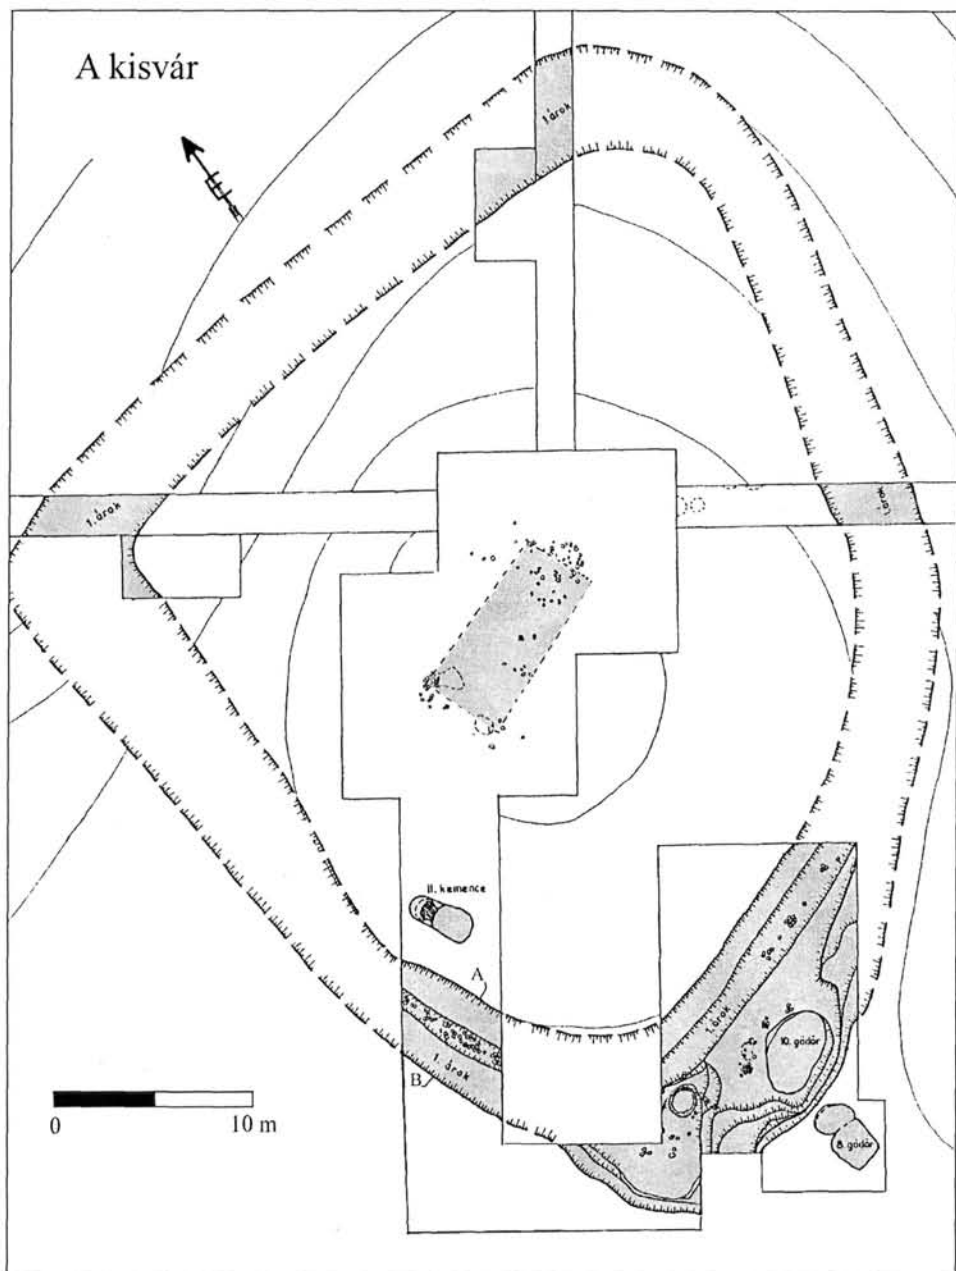 A kisvár
1. árok
1. árok
1. árok
II. kemence
A
1. árok
10. gödör
1. árok
B
0 10 m
8. gödör